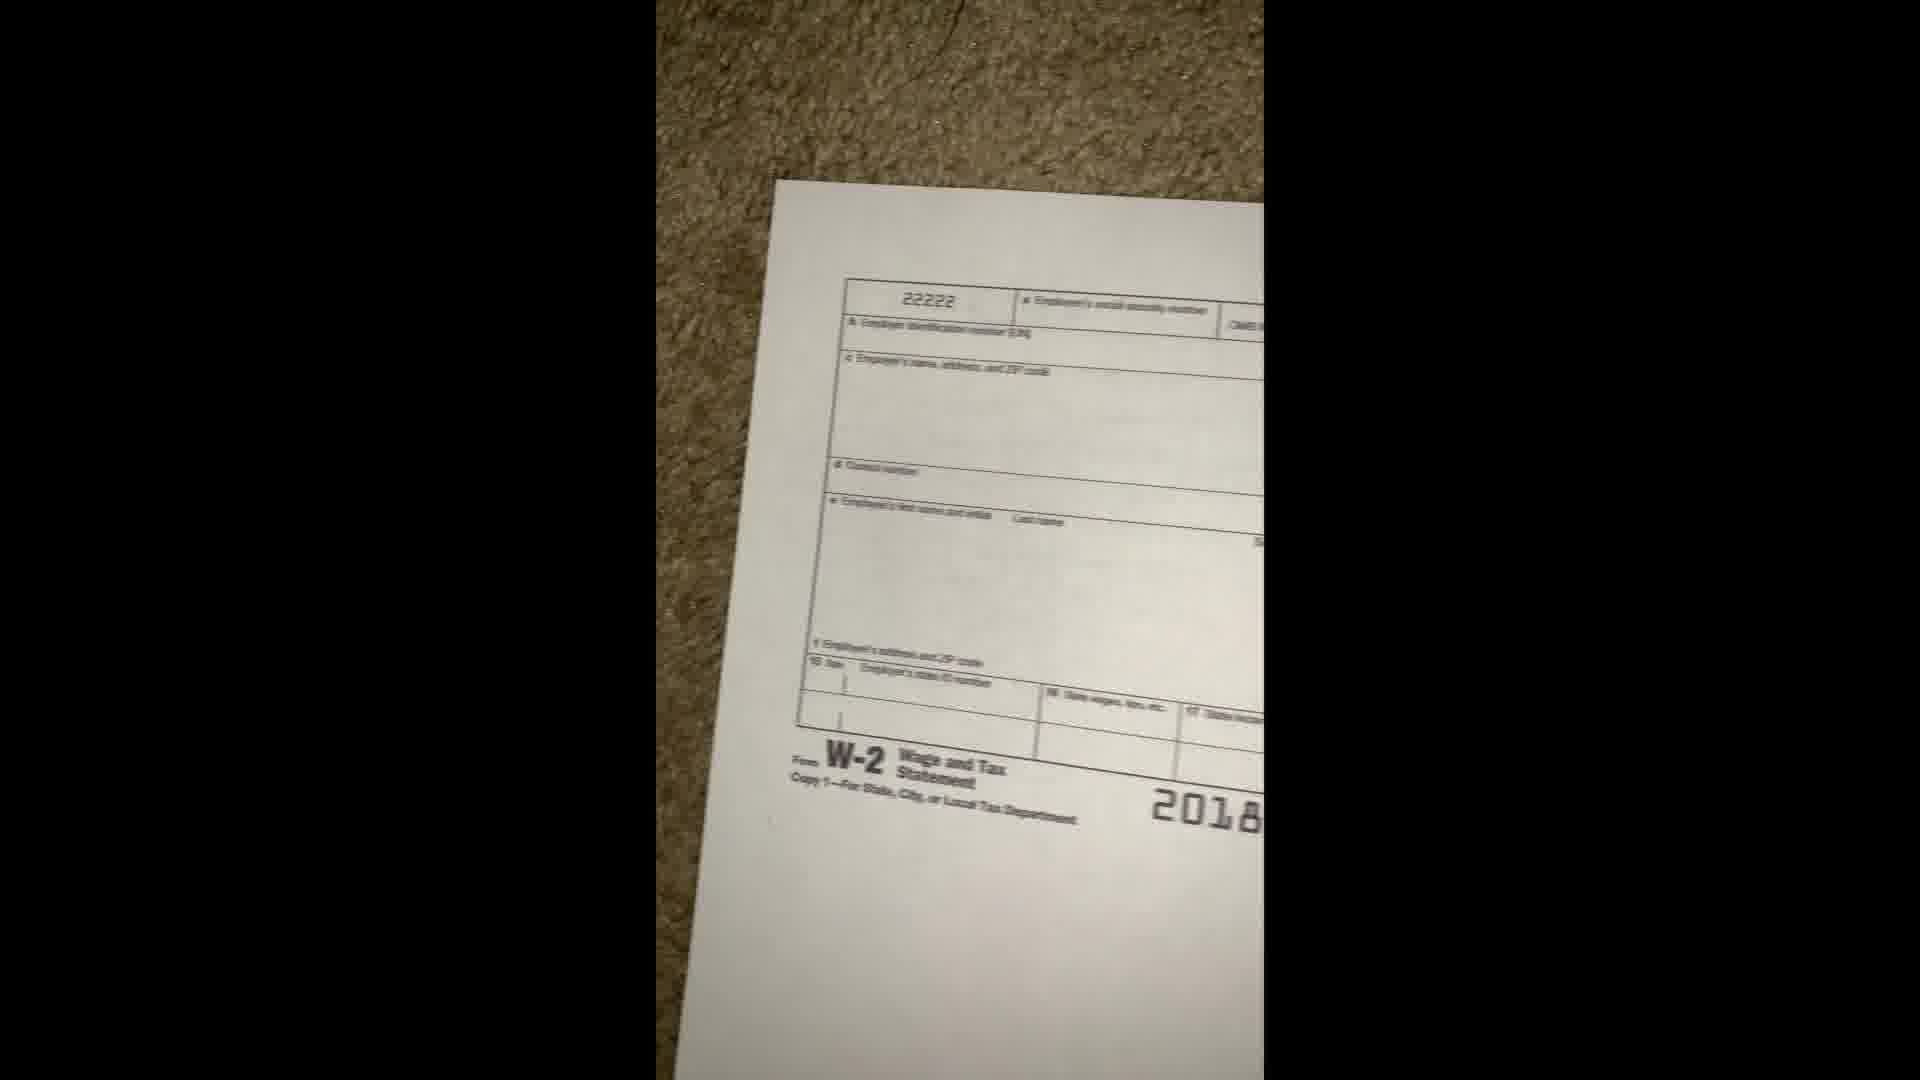 22222
a Employee's social security number
OMB
b Employer identification number (EIN)
c Employer's name, address, and ZIP code
d Control number
e Employee's first name and initial Last name
f Employee's address and ZIP code
15 State Employer's state ID number
16 State wages, tips, etc.
17 State income
Form W-2 Wage and Tax
Statement
2018
Copy 1—For State, City, or Local Tax Department